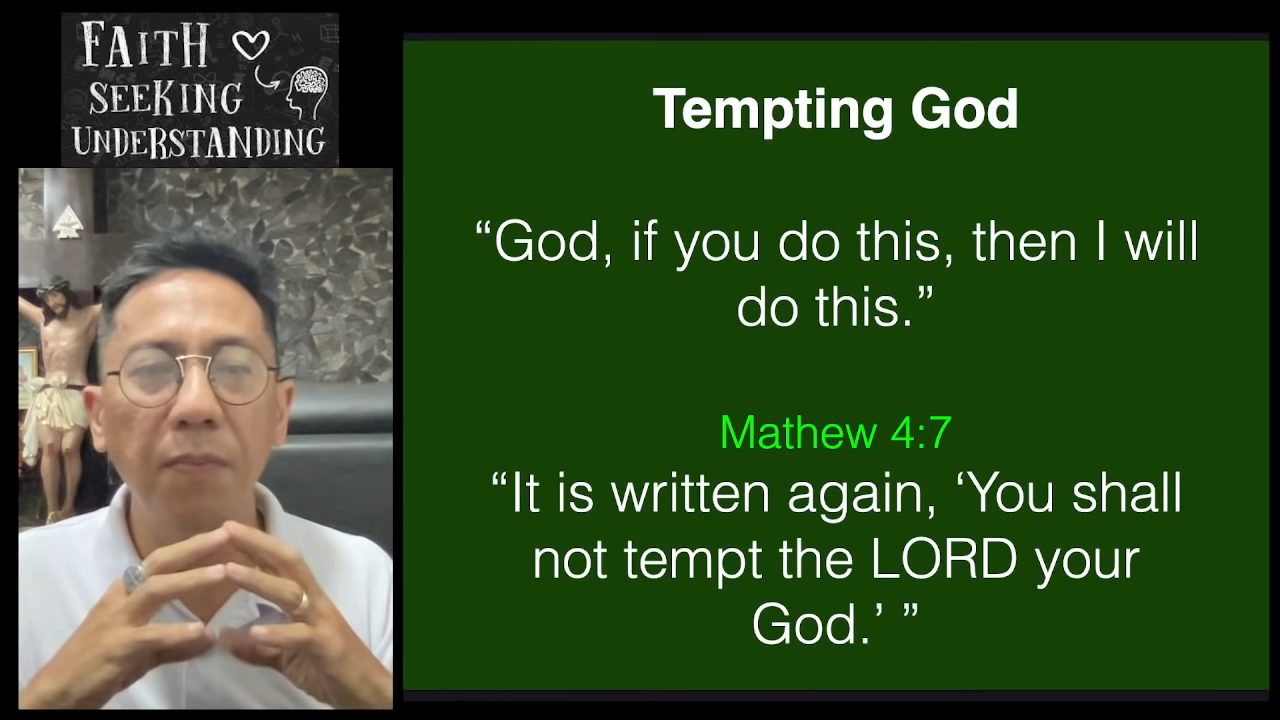 FAITH
SEEKING
UNDERSTANDING
Tempting God
“God, if you do this, then I will
do this.”
Mathew 4:7
“It is written again, ‘You shall
not tempt the LORD your
God.’ ”